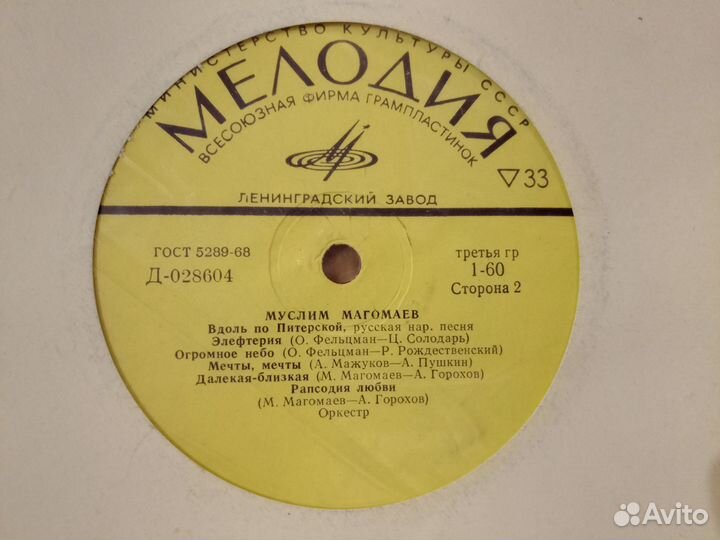 МИНИСТЕРСТВО КУЛЬТУРЫ СССР
МЕЛОДИЯ
ВСЕСОЮЗНАЯ ФИРМА ГРАМПЛАСТИНОК
ЛЕНИНГРАДСКИЙ ЗАВОД
▽33
ГОСТ 5289-68
Д-028604
третья гр
1-60
Сторона 2
МУСЛИМ МАГОМАЕВ
Вдоль по Питерской, русская нар. песня
Элефтерия (О. Фельцман—Ц. Солодарь)
Огромное небо (О. Фельцман—Р. Рождественский)
Мечты, мечты (А. Мажуков—А. Пушкин)
Далекая-близкая (М. Магомаев—А. Горохов)
Рапсодия любви
(М. Магомаев—А. Горохов)
Оркестр
Avito